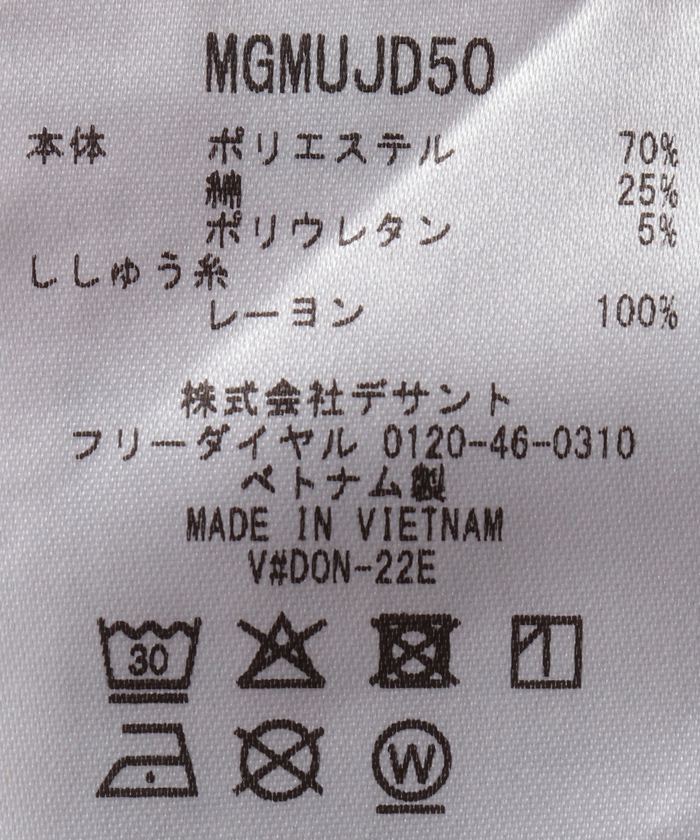 MGMUJD50
本体 ポリエステル 70%
綿 25%
ポリウレタン 5%
ししゅう糸
レーヨン 100%
株式会社デサント
フリーダイヤル 0120-46-0310
ベトナム製
MADE IN VIETNAM
V#DON-22E
30
W